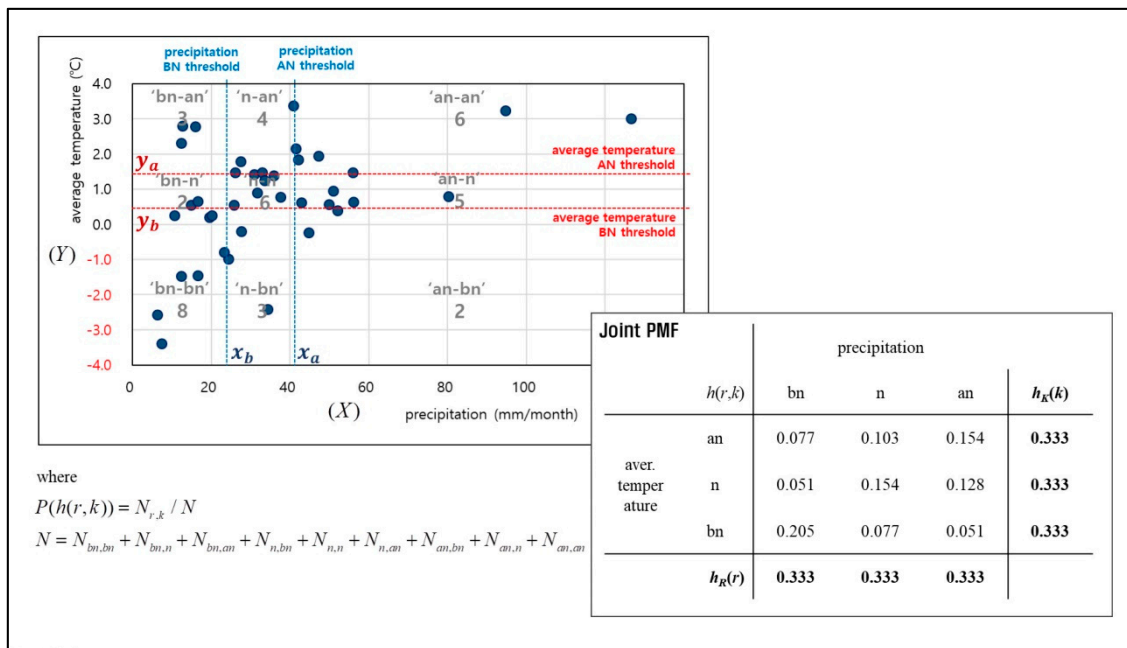 precipitation
BN threshold
precipitation
AN threshold
average temperature (℃)
4.0
3.0
2.0
1.0
0.0
-1.0
-2.0
-3.0
-4.0
(Y)
'bn-an'
3
'n-an'
4
'an-an'
6
y_a
average temperature
AN threshold
'bn-n'
2
'n-n'
6
'an-n'
5
y_b
average temperature
BN threshold
'bn-bn'
8
'n-bn'
3
'an-bn'
2
x_b
x_a
0
20
40
60
80
100
(X)
precipitation (mm/month)
where
P(h(r,k)) = N_{r,k} / N
N = N_{bn,bn} + N_{bn,n} + N_{bn,an} + N_{n,bn} + N_{n,n} + N_{n,an} + N_{an,bn} + N_{an,n} + N_{an,an}
Joint PMF
precipitation
h(r,k) bn n an h_K(k)
aver.
temper
ature
an 0.077 0.103 0.154 0.333
n 0.051 0.154 0.128 0.333
bn 0.205 0.077 0.051 0.333
h_R(r) 0.333 0.333 0.333